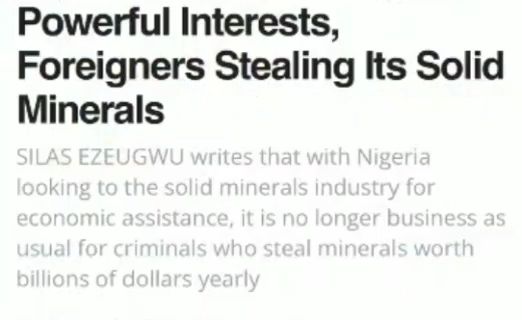 Powerful Interests,
Foreigners Stealing Its Solid
Minerals
SILAS EZEUGWU writes that with Nigeria
looking to the solid minerals industry for
economic assistance, it is no longer business as
usual for criminals who steal minerals worth
billions of dollars yearly